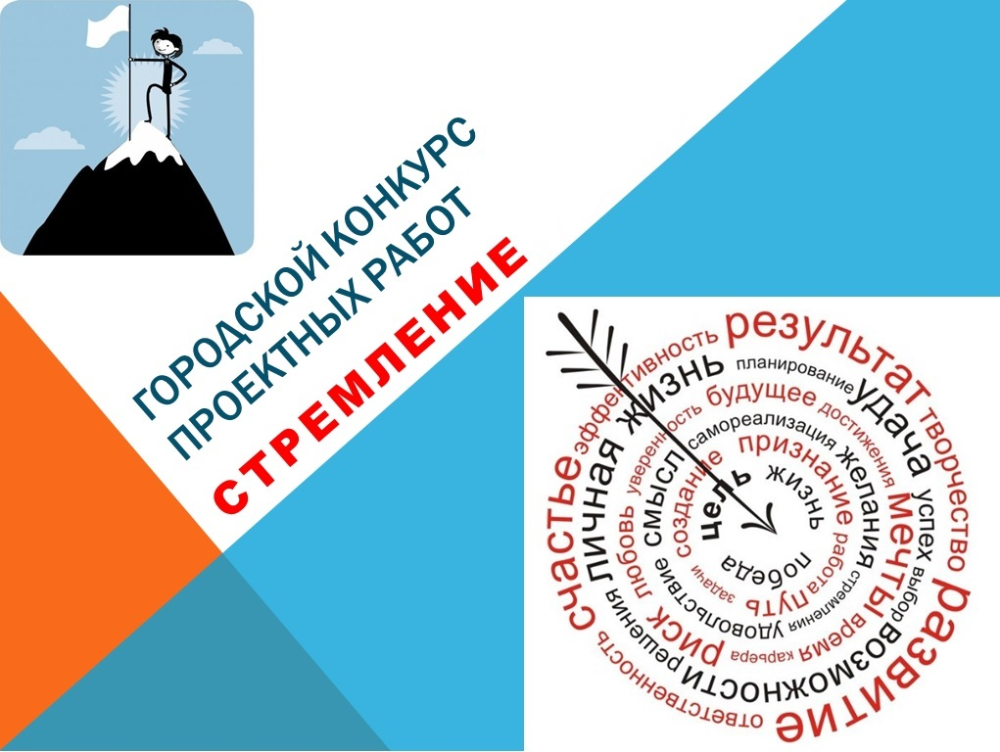 ГОРОДСКОЙ КОНКУРС
ПРОЕКТНЫХ РАБОТ
СТРЕМЛЕНИЕ
эффективность результат творчество развитие ответственность счастье
личная жизнь планирование удача успех выбор возможности решения
любовь уверенность будущее достижения мечты время карьера риск
смысл самореализация желания стремления удовольствие
создание признание работа путь задачи
цель жизнь победа